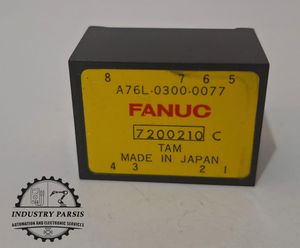 8 7 6 5
A76L-0300-0077
FANUC
7200210 C
TAM
MADE IN JAPAN
4 3 2 1
INDUSTRY PARSIS
AUTOMATION AND ELECTRONIC SERVICES